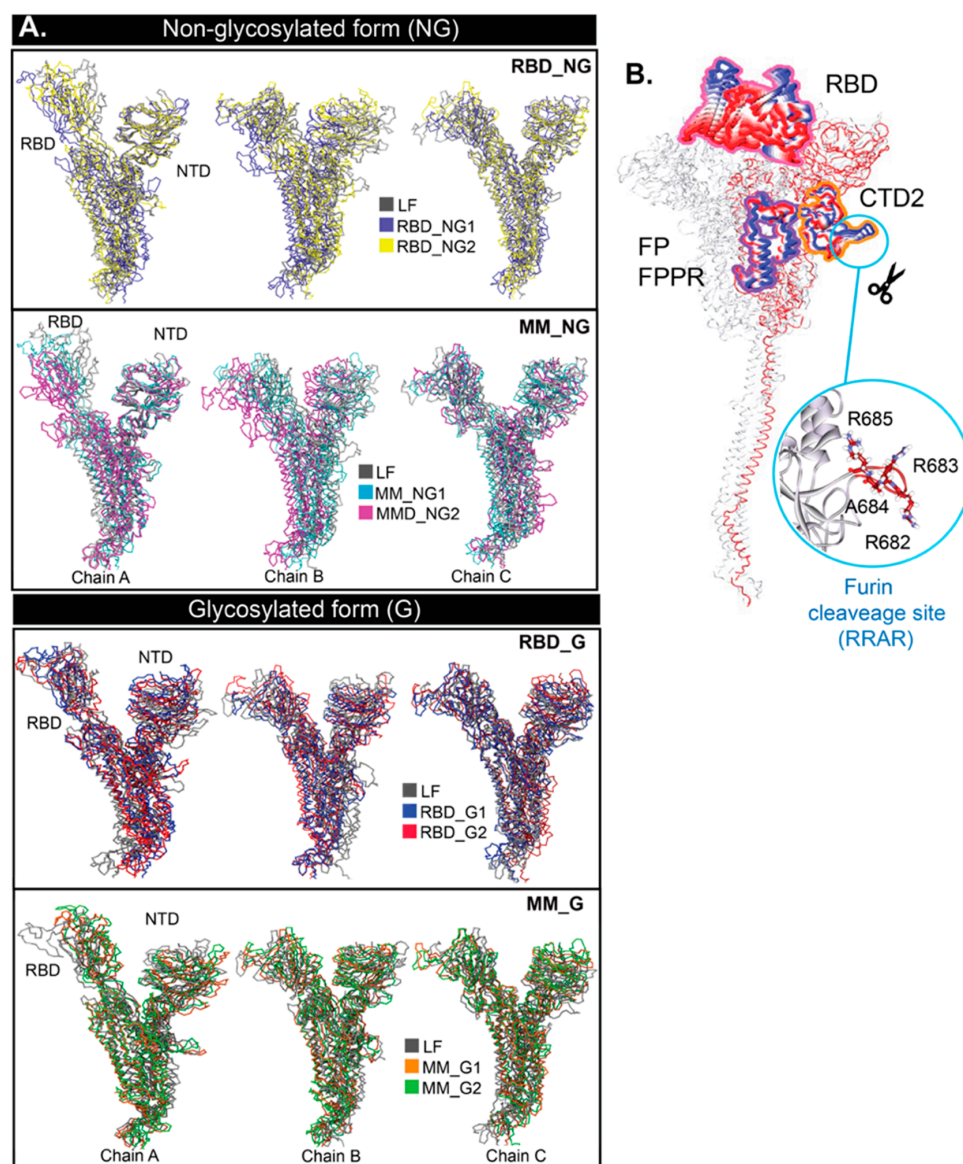 A.
Non-glycosylated form (NG)
RBD_NG
RBD
NTD
LF
RBD_NG1
RBD_NG2
MM_NG
RBD
NTD
LF
MM_NG1
MMD_NG2
Chain A
Chain B
Chain C
Glycosylated form (G)
RBD_G
NTD
RBD
LF
RBD_G1
RBD_G2
MM_G
NTD
RBD
LF
MM_G1
MM_G2
Chain A
Chain B
Chain C
B.
RBD
CTD2
FP
FPPR
R685
R683
A684
R682
Furin
cleaveage site
(RRAR)